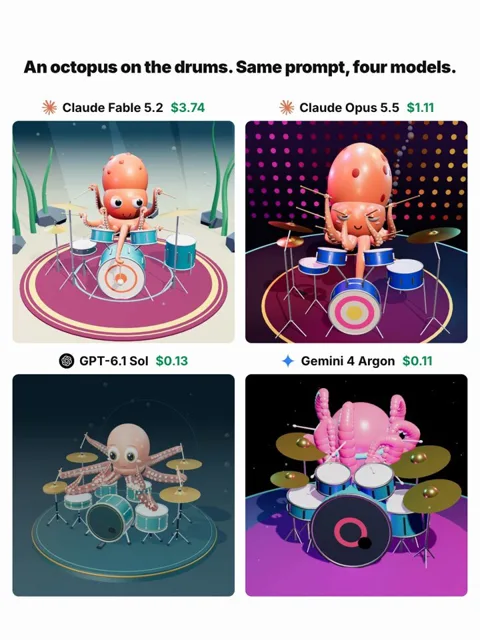 An octopus on the drums. Same prompt, four models.
Claude Fable 5.2 $3.74
Claude Opus 5.5 $1.11
GPT-6.1 Sol $0.13
Gemini 4 Argon $0.11